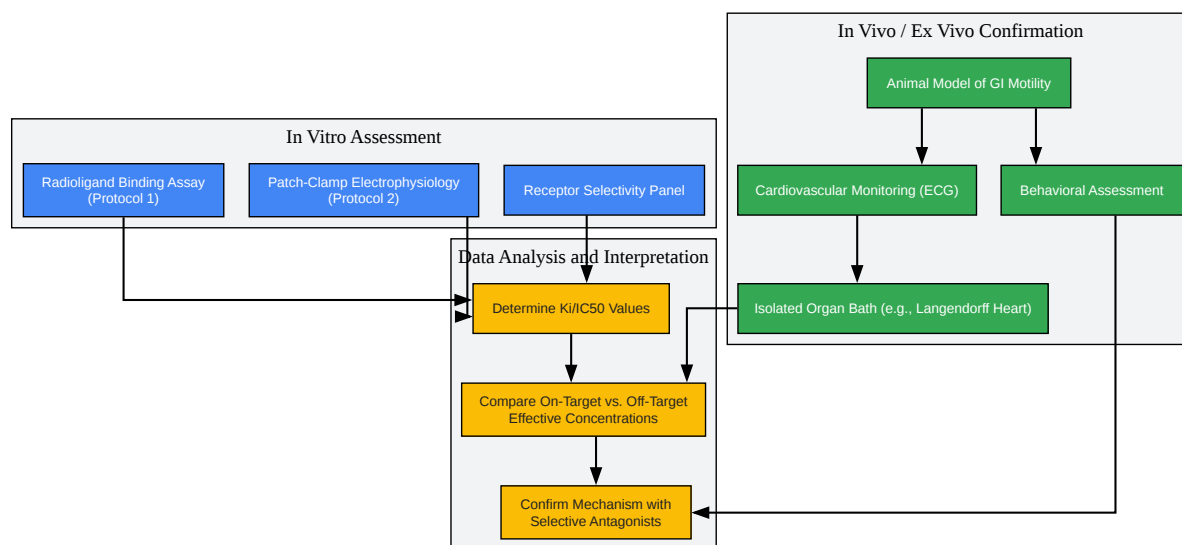 In Vitro Assessment
Radioligand Binding Assay
(Protocol 1)
Patch-Clamp Electrophysiology
(Protocol 2)
Receptor Selectivity Panel
In Vivo / Ex Vivo Confirmation
Animal Model of GI Motility
Cardiovascular Monitoring (ECG)
Behavioral Assessment
Isolated Organ Bath (e.g., Langendorff Heart)
Data Analysis and Interpretation
Determine Ki/IC50 Values
Compare On-Target vs. Off-Target
Effective Concentrations
Confirm Mechanism with
Selective Antagonists